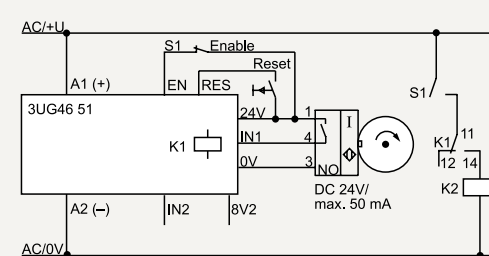 AC/+U
S1 Enable
Reset
A1 (+) EN RES
S1
3UG46 51 24V 1 I
K1 IN1 4 K1 11
0V 3 NO 12 14
DC 24V/
max. 50 mA K2
A2 (–) IN2 8V2
AC/0V